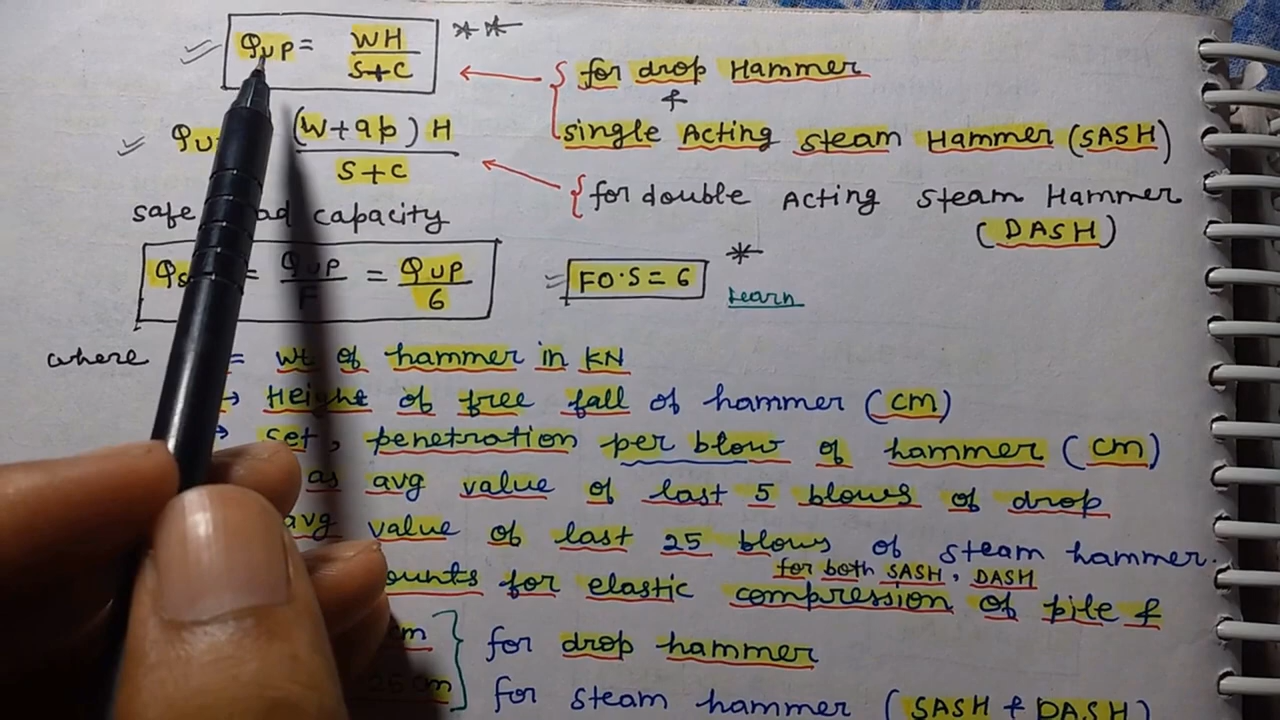 QUP = WH / S+C **
for drop Hammer
&
single Acting steam Hammer (SASH)
(W+ap) H / S+C
for double Acting steam Hammer
(DASH)
safe capacity
= QUP / F = QUP / 6
FO.S = 6 *
Learn
where = wt of hammer in KN
→ Height of free fall of hammer (cm)
→ set, penetration per blow of hammer (cm)
as avg value of last 5 blows of drop
avg value of last 25 blows of steam hammer.
for both SASH, DASH
for elastic compression of pile &
cm } for drop hammer
25 cm for steam hammer (SASH & DASH)